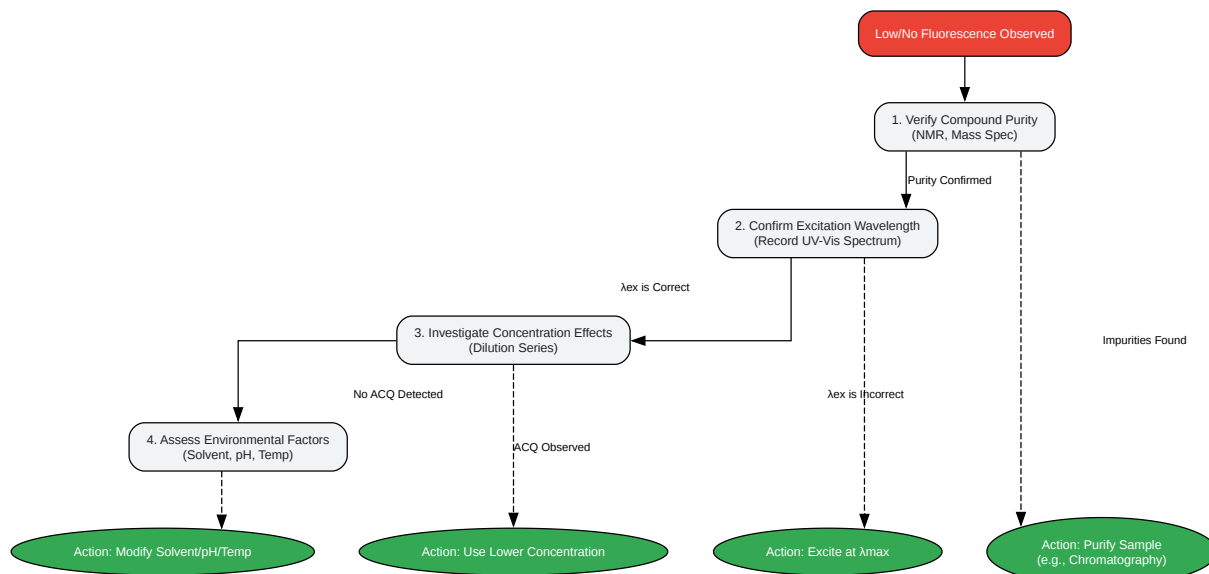 Low/No Fluorescence Observed
1. Verify Compound Purity
(NMR, Mass Spec)
Purity Confirmed
2. Confirm Excitation Wavelength
(Record UV-Vis Spectrum)
λex is Correct
3. Investigate Concentration Effects
(Dilution Series)
Impurities Found
No ACQ Detected
λex is Incorrect
4. Assess Environmental Factors
(Solvent, pH, Temp)
ACQ Observed
Action: Modify Solvent/pH/Temp
Action: Use Lower Concentration
Action: Excite at λmax
Action: Purify Sample
(e.g., Chromatography)